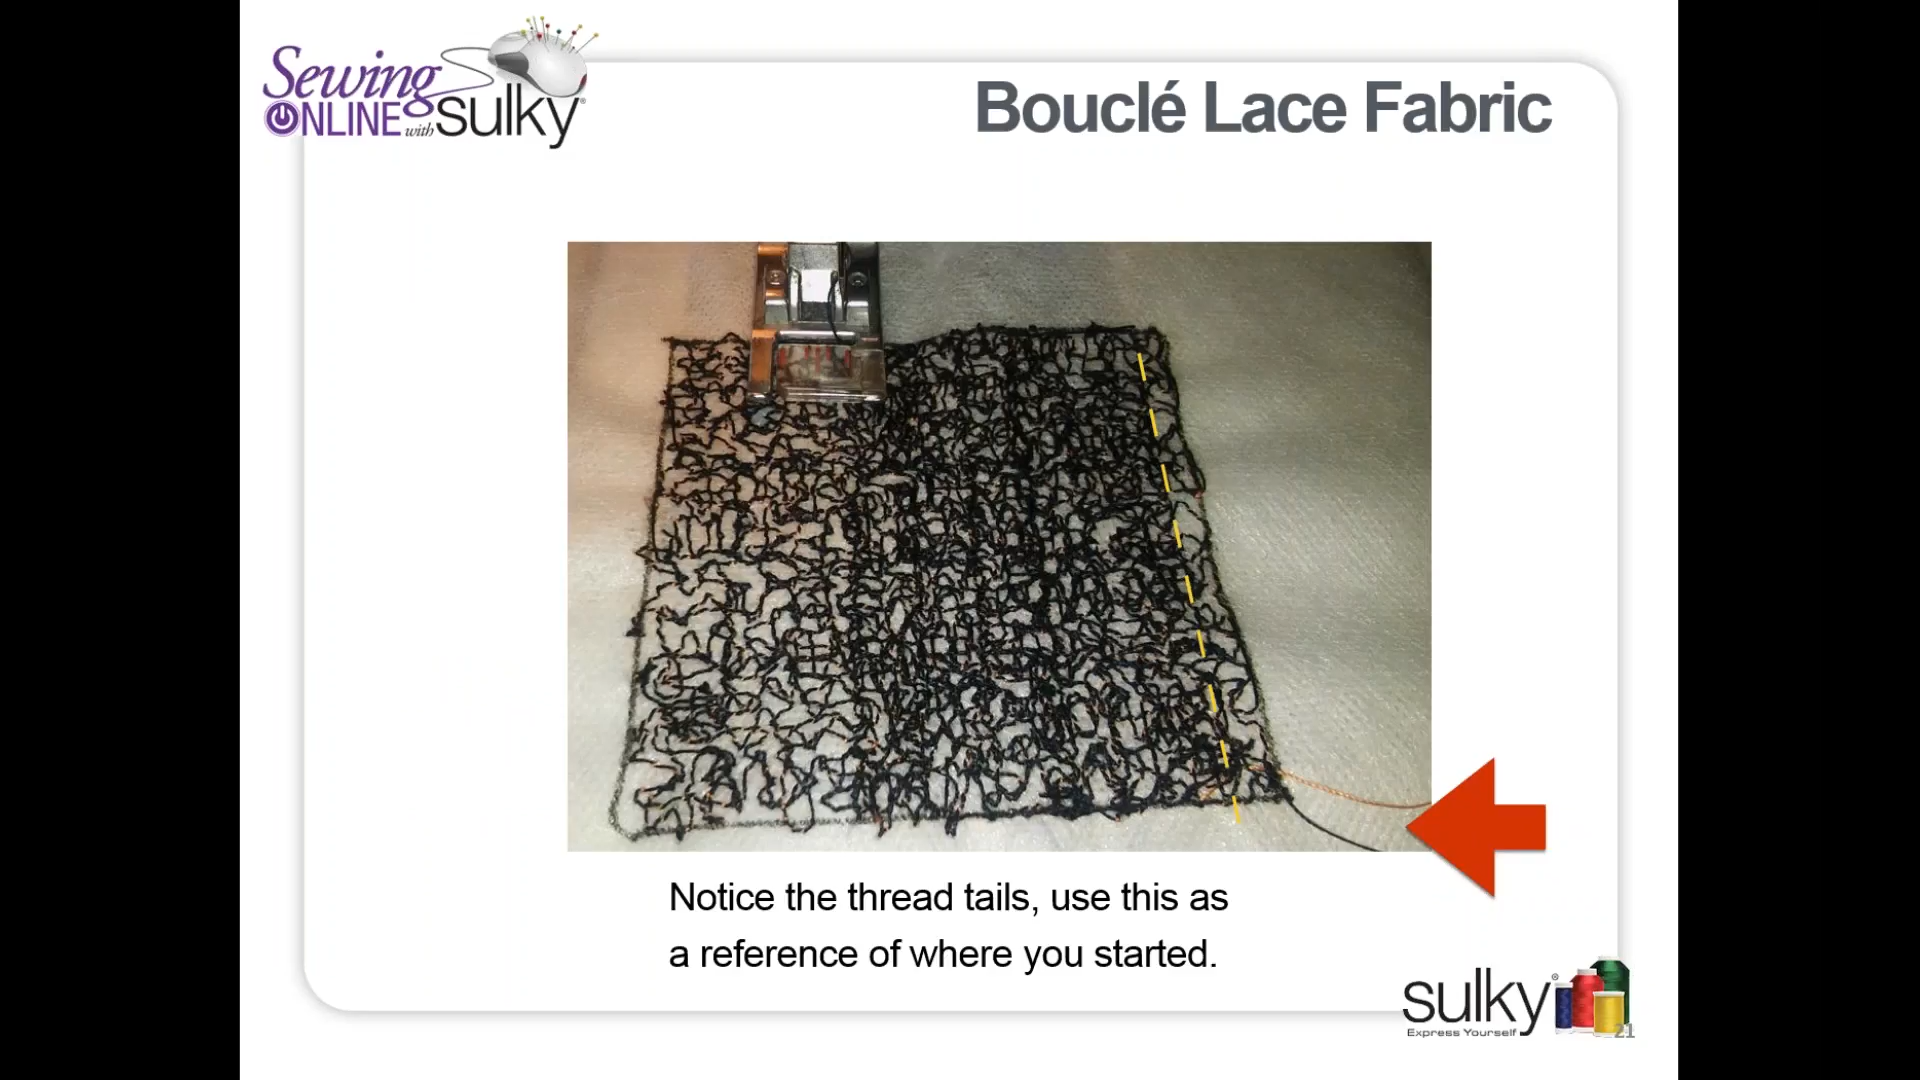 Sewing
ONLINE with sulky®
Bouclé Lace Fabric
Notice the thread tails, use this as
a reference of where you started.
sulky®
Express Yourself
21